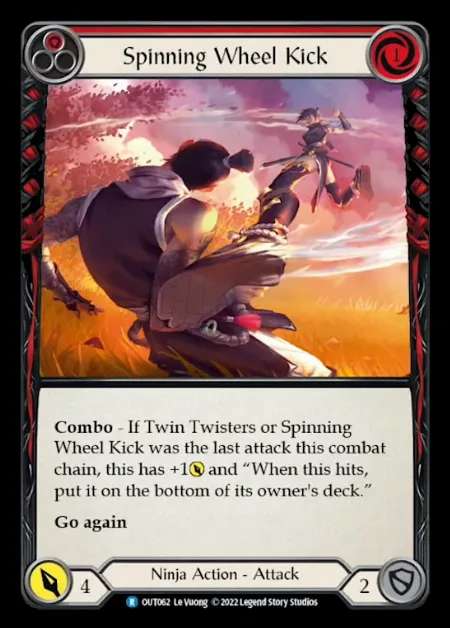 Spinning Wheel Kick
1
Combo - If Twin Twisters or Spinning
Wheel Kick was the last attack this combat
chain, this has +1 and “When this hits,
put it on the bottom of its owner's deck.”
Go again
4
Ninja Action - Attack
2
R OUT062 Le Vuong © 2022 Legend Story Studios